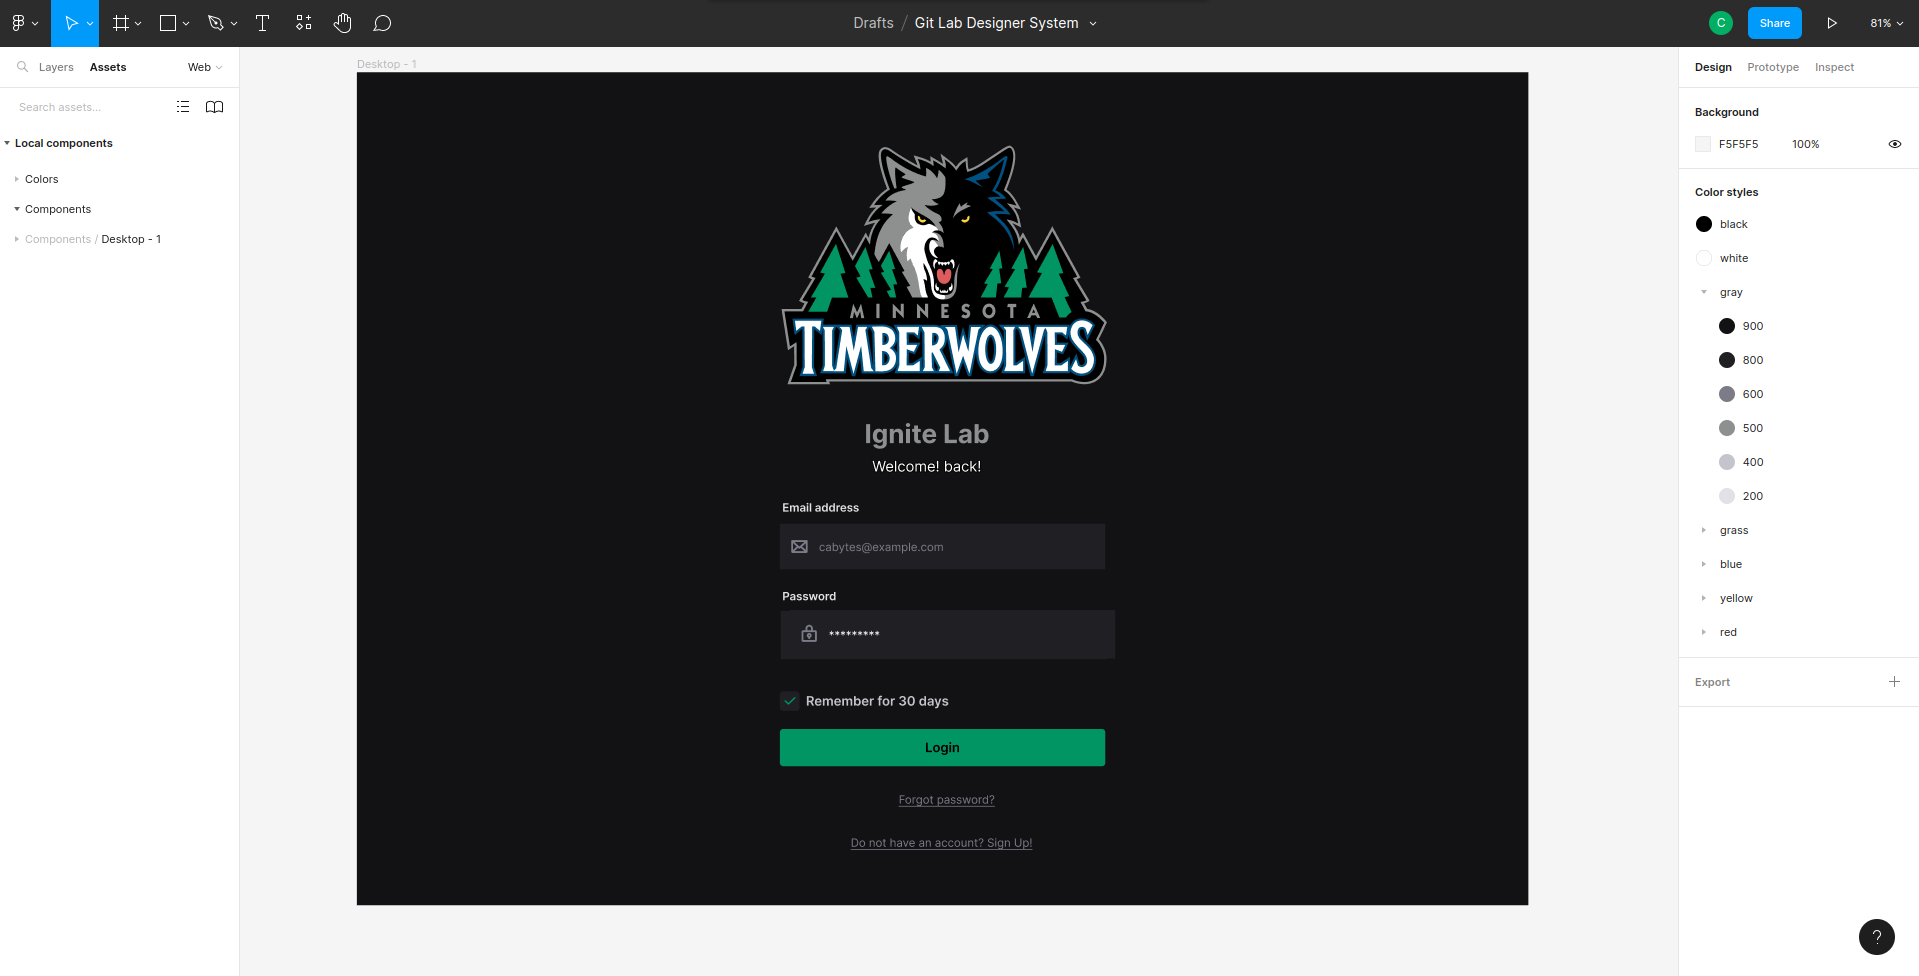 Drafts / Git Lab Designer System
C
Share
81%
Layers
Assets
Web
Search assets...
Local components
Colors
Components
Components / Desktop - 1
Desktop - 1
MINNESOTA
TIMBERWOLVES
Ignite Lab
Welcome! back!
Email address
cabytes@example.com
Password
*********
Remember for 30 days
Login
Forgot password?
Do not have an account? Sign Up!
Design
Prototype
Inspect
Background
F5F5F5
100%
Color styles
black
white
gray
900
800
600
500
400
200
grass
blue
yellow
red
Export
?